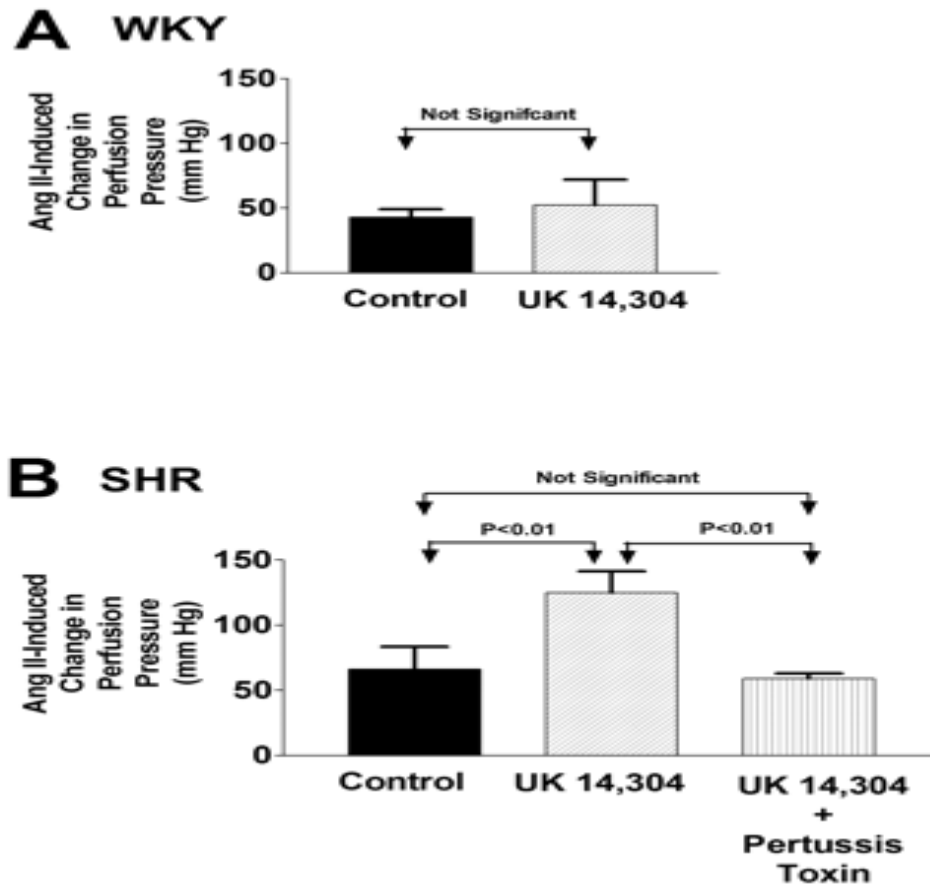 A WKY
Ang II-Induced
Change in
Perfusion
Pressure
(mm Hg)
150
100
50
0
Not Signifcant
Control
UK 14,304
B SHR
Ang II-Induced
Change in
Perfusion
Pressure
(mm Hg)
150
100
50
0
Not Significant
P<0.01
P<0.01
Control
UK 14,304
UK 14,304
+
Pertussis
Toxin